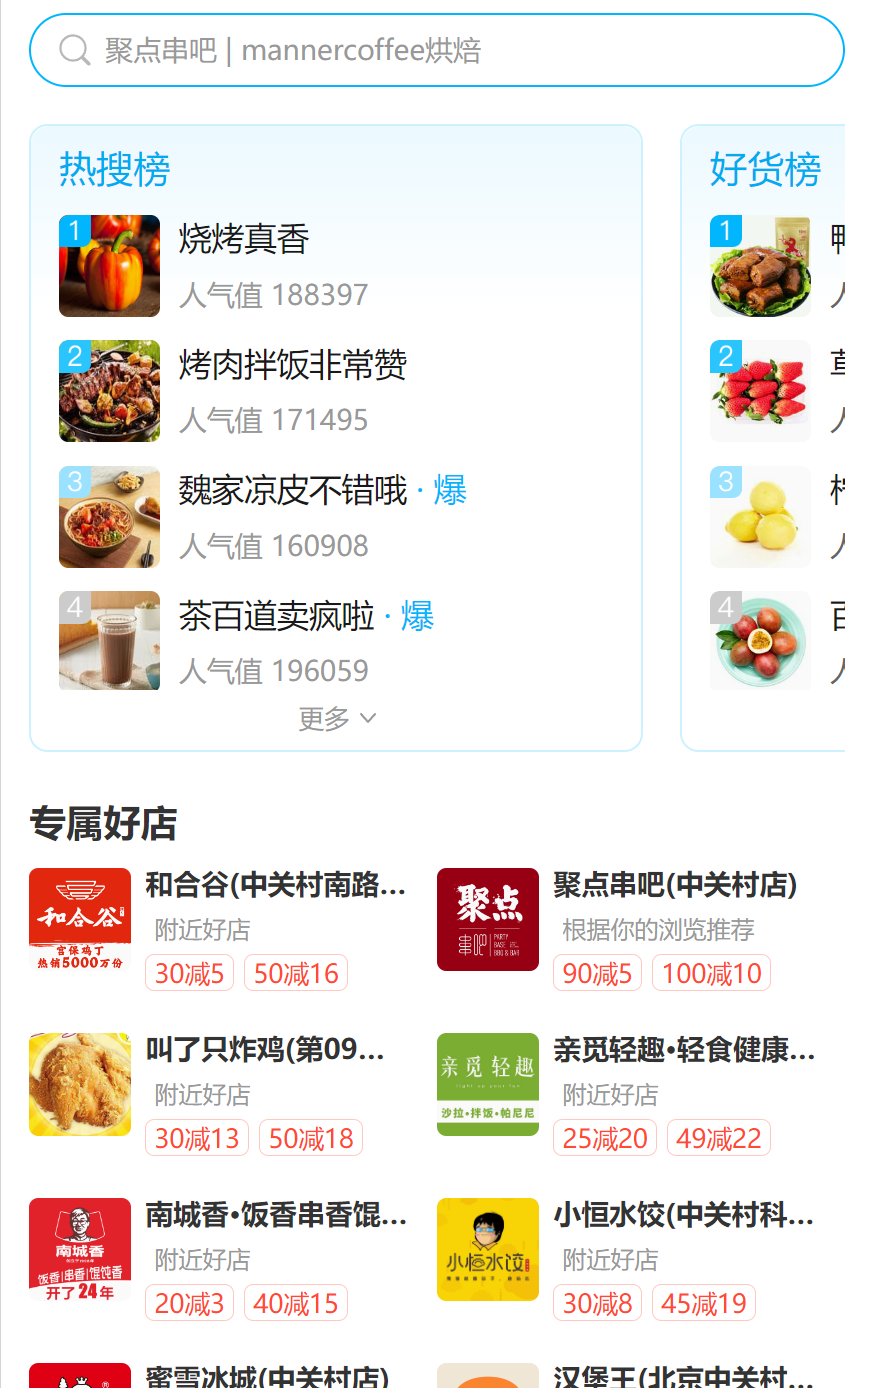 聚点串吧 | mannercoffee烘焙
热搜榜
1
烧烤真香
人气值 188397
2
烤肉拌饭非常赞
人气值 171495
3
魏家凉皮不错哦 · 爆
人气值 160908
4
茶百道卖疯啦 · 爆
人气值 196059
更多
好货榜
1
2
3
4
专属好店
和合谷
宫保鸡丁
热销5000万份
和合谷(中关村南路...
附近好店
30减5 50减16
聚点
串吧
PARTY
BBQ & BAR
聚点串吧(中关村店)
根据你的浏览推荐
90减5 100减10
叫了只炸鸡(第09...
附近好店
30减13 50减18
亲觅轻趣
沙拉•拌饭•帕尼尼
亲觅轻趣•轻食健康...
附近好店
25减20 49减22
南城香
饭香|串香|馄饨香
开了24年
南城香•饭香串香馄...
附近好店
20减3 40减15
小恒水饺
小恒水饺(中关村科...
附近好店
30减8 45减19
蜜雪冰城(中关村店)
汉堡王(北京中关村...